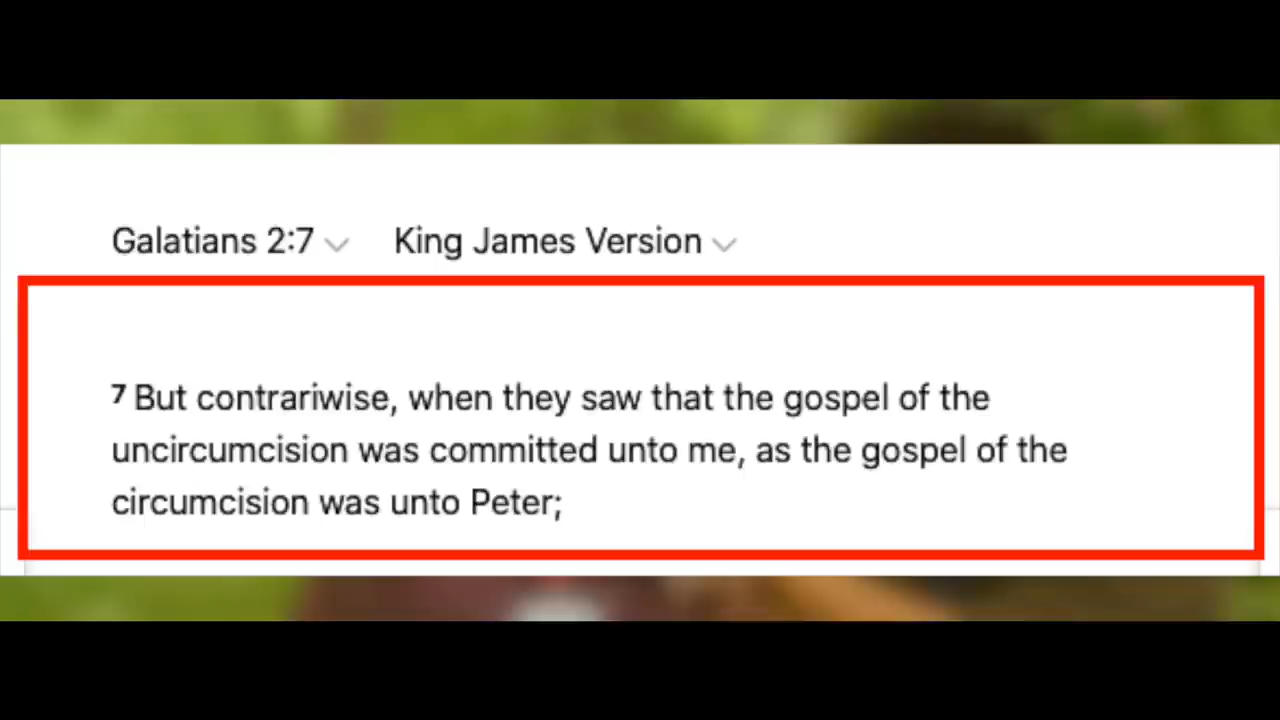 Galatians 2:7 King James Version
7 But contrariwise, when they saw that the gospel of the
uncircumcision was committed unto me, as the gospel of the
circumcision was unto Peter;